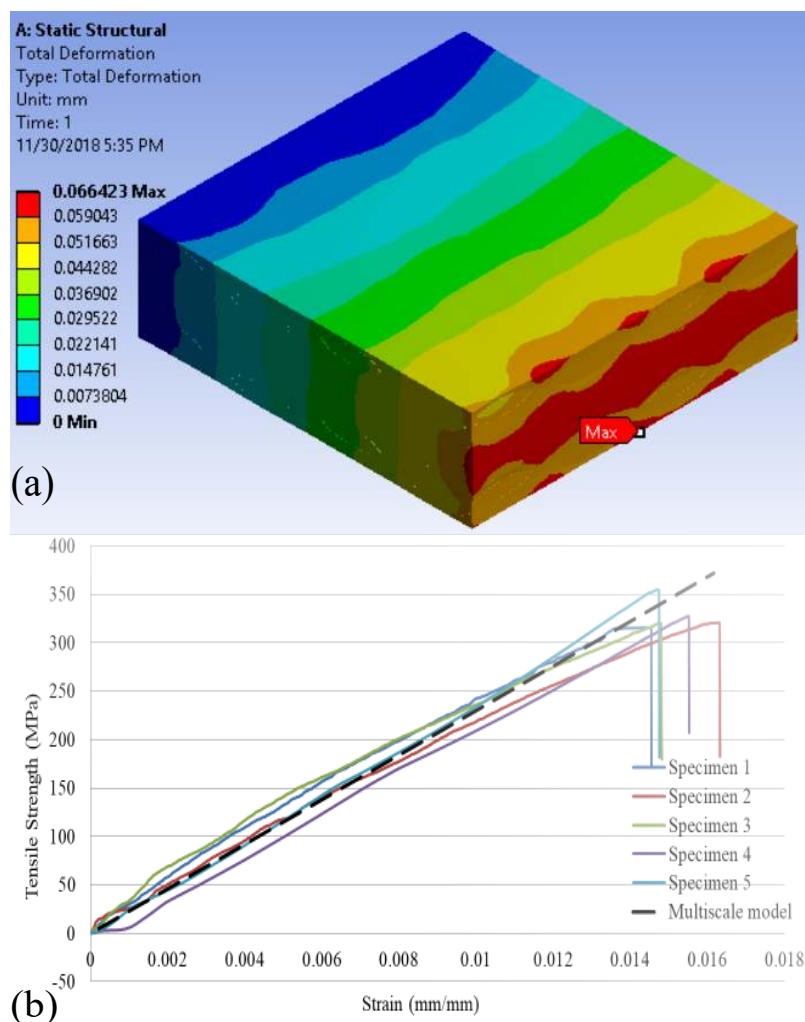 A: Static Structural
Total Deformation
Type: Total Deformation
Unit: mm
Time: 1
11/30/2018 5:35 PM
0.066423 Max
0.059043
0.051663
0.044282
0.036902
0.029522
0.022141
0.014761
0.0073804
0 Min
Max
(a)
400
350
300
250
200
150
100
50
0
-50
Tensile Strength (MPa)
Specimen 1
Specimen 2
Specimen 3
Specimen 4
Specimen 5
Multiscale model
0 0.002 0.004 0.006 0.008 0.01 0.012 0.014 0.016 0.018
Strain (mm/mm)
(b)